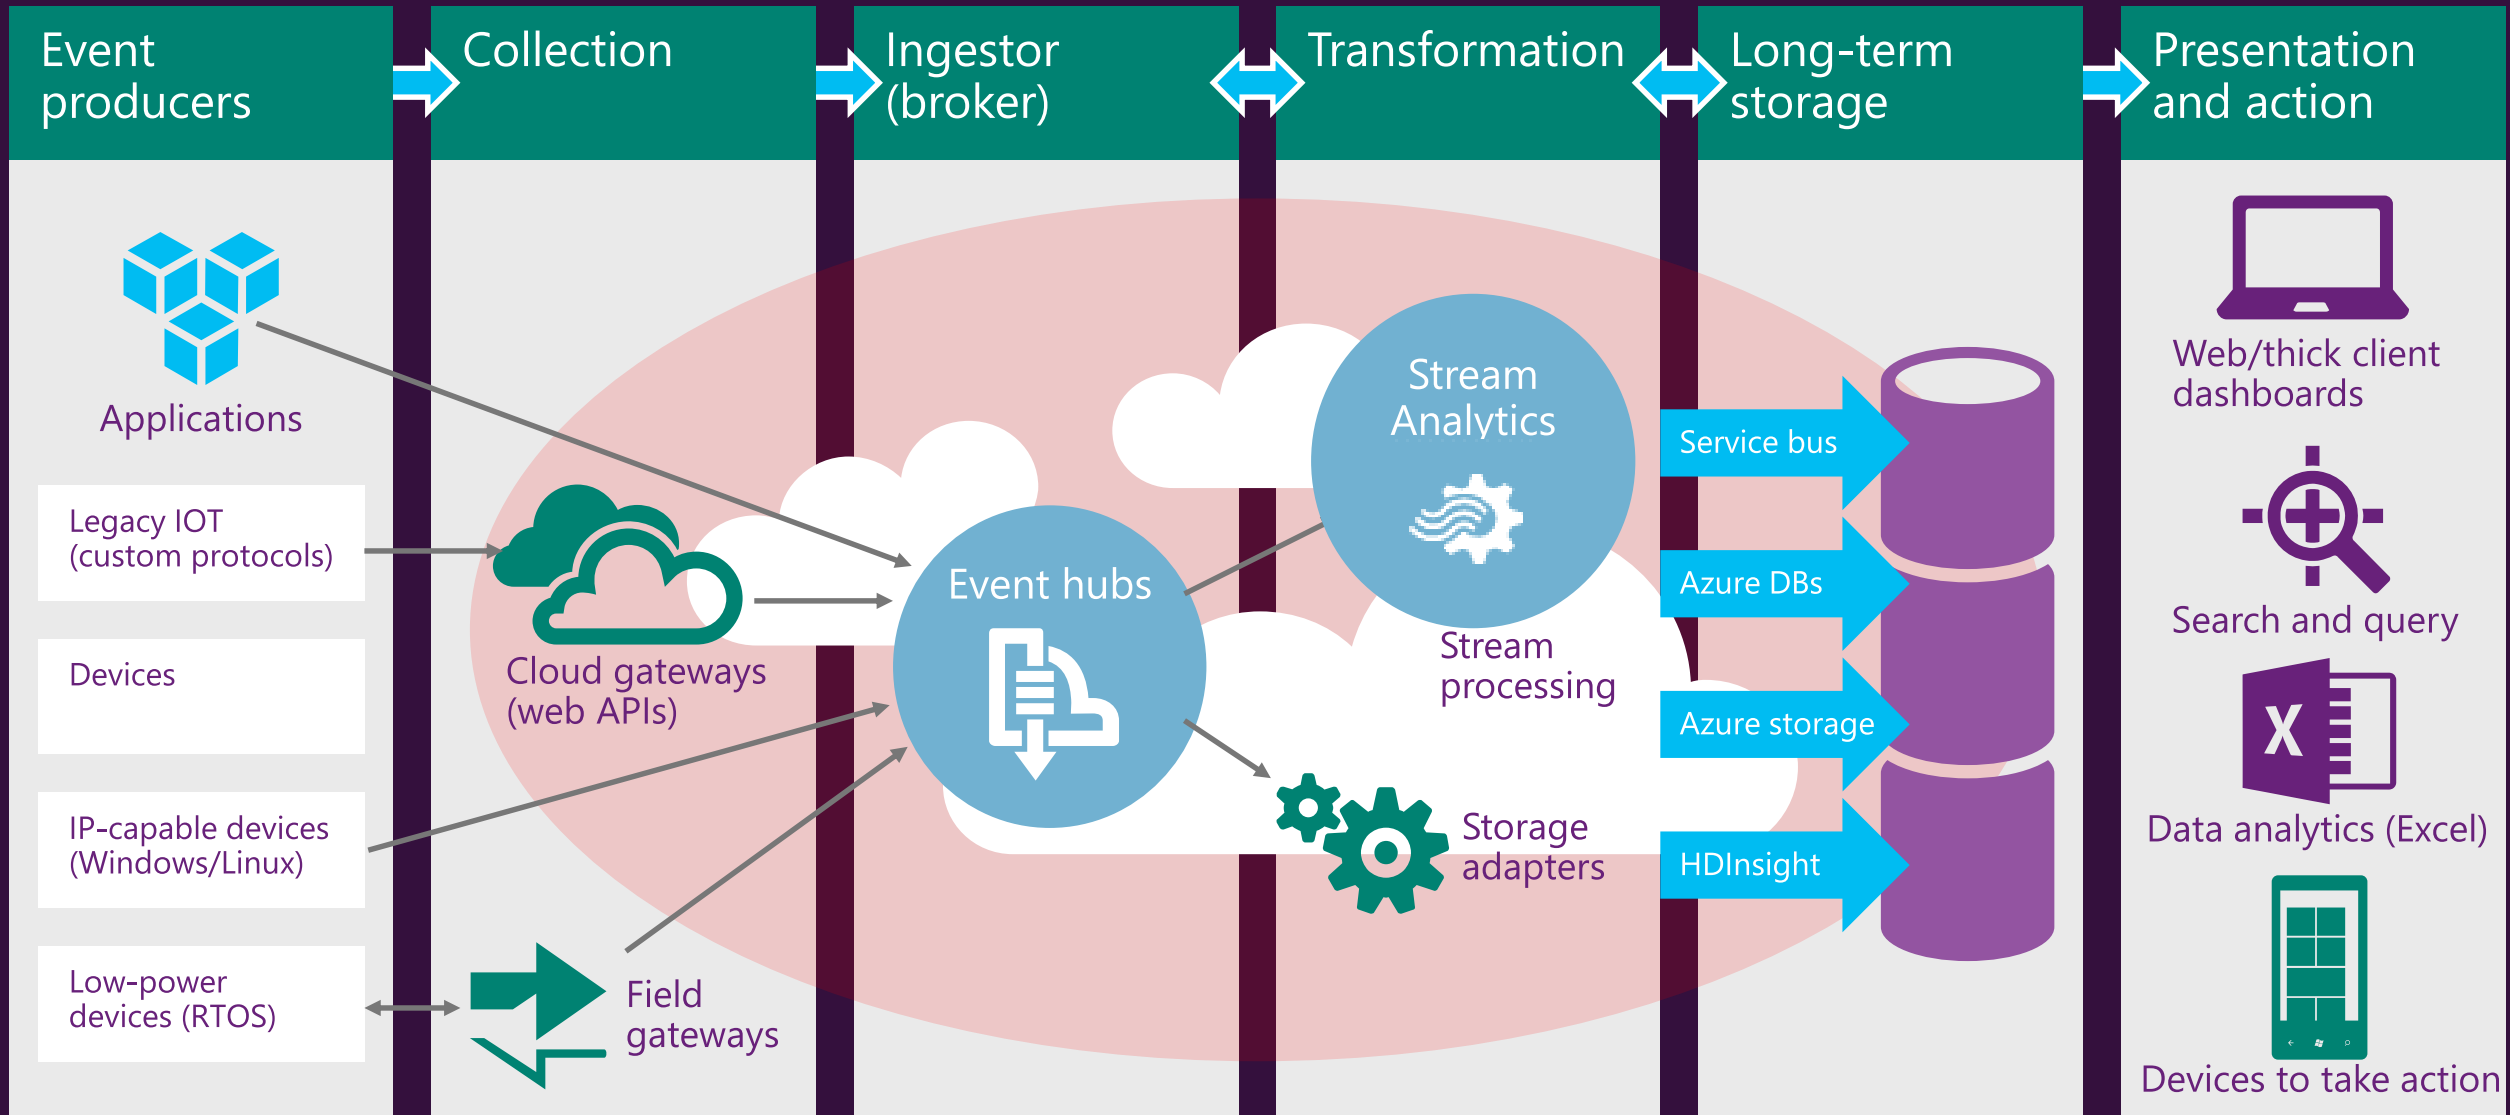 Event
producers
Collection
Ingestor
(broker)
Transformation
Long-term
storage
Presentation
and action
Applications
Legacy IOT
(custom protocols)
Devices
IP-capable devices
(Windows/Linux)
Low-power
devices (RTOS)
Cloud gateways
(web APIs)
Field
gateways
Event hubs
Stream
Analytics
Stream
processing
Storage
adapters
Service bus
Azure DBs
Azure storage
HDInsight
Web/thick client
dashboards
Search and query
X
Data analytics (Excel)
Devices to take action